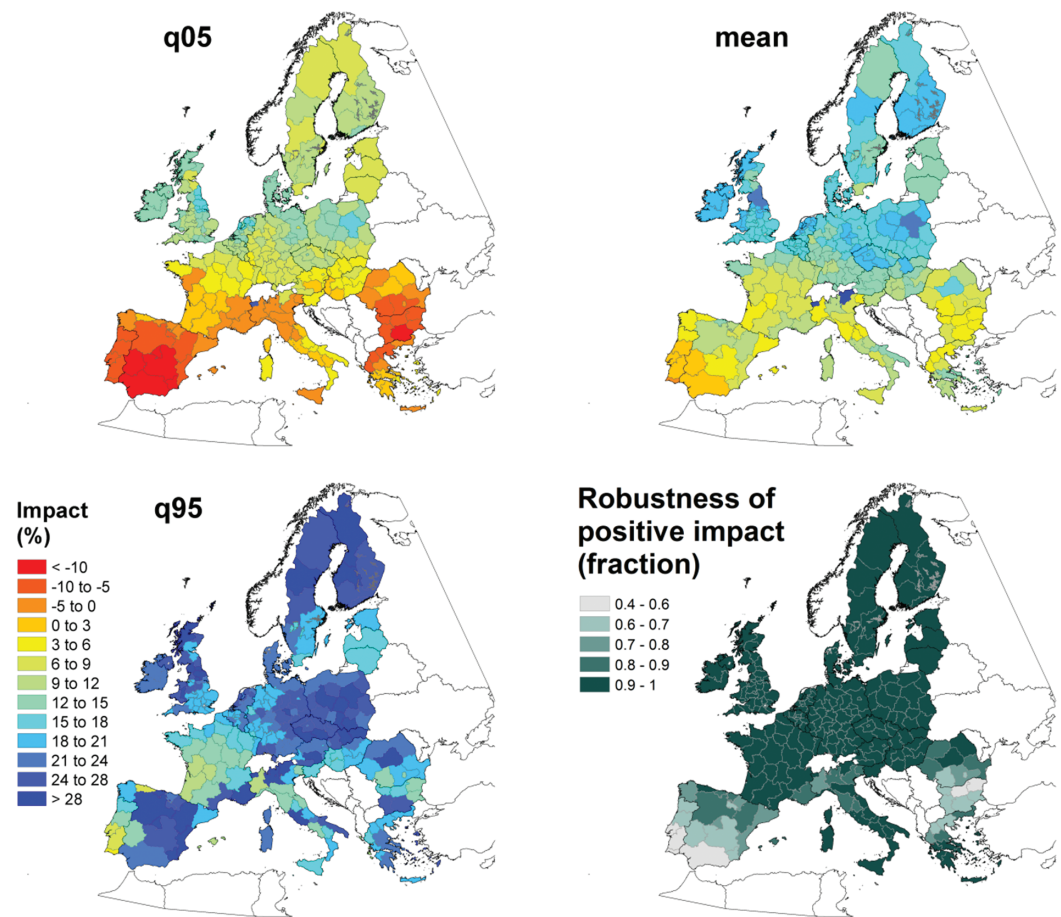 q05
mean
Impact
(%)
q95
< -10
-10 to -5
-5 to 0
0 to 3
3 to 6
6 to 9
9 to 12
12 to 15
15 to 18
18 to 21
21 to 24
24 to 28
> 28
Robustness of
positive impact
(fraction)
0.4 - 0.6
0.6 - 0.7
0.7 - 0.8
0.8 - 0.9
0.9 - 1